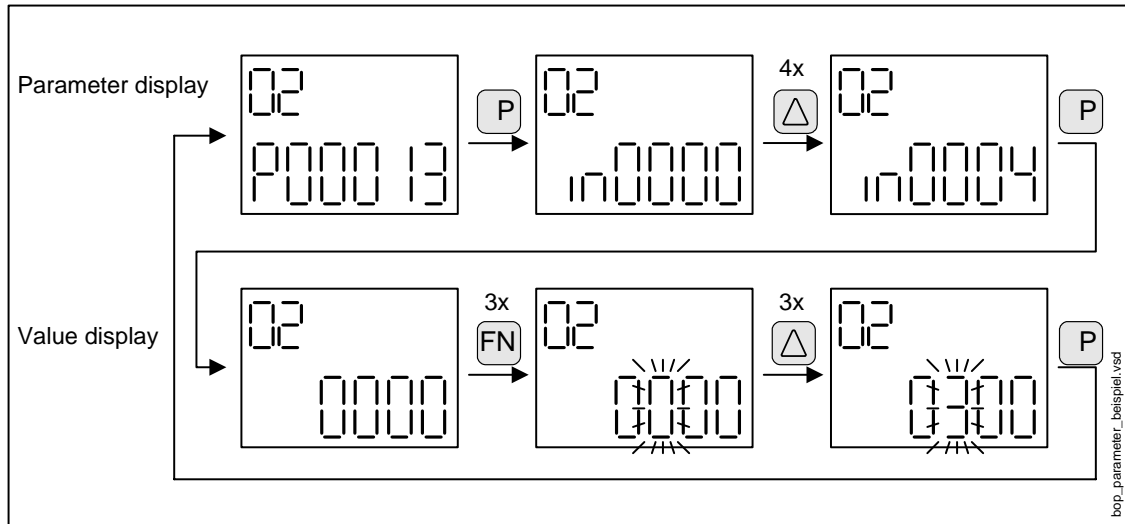 Parameter display
02
P000013
P
02
in0000
4x
02
in0004
P
Value display
02
0000
3x
FN
02
0000
3x
02
0300
P
bop_parameter_beispiel.vsd